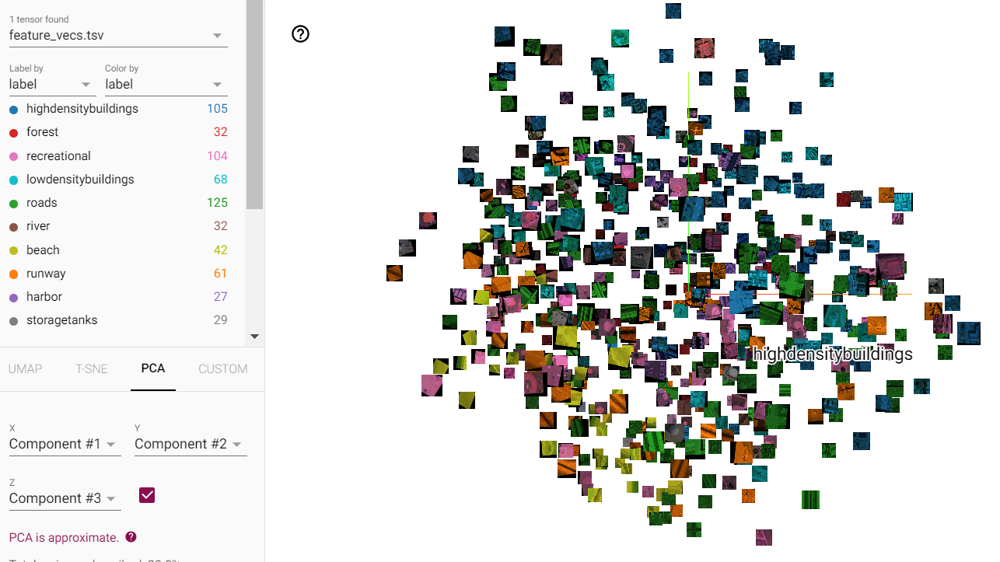 1 tensor found
feature_vecs.tsv
Label by Color by
label label
highdensitybuildings 105
forest 32
recreational 104
lowdensitybuildings 68
roads 125
river 32
beach 42
runway 61
harbor 27
storagetanks 29
UMAP T-SNE PCA CUSTOM
X Y
Component #1 Component #2
Z
Component #3
PCA is approximate. ?
?
highdensitybuildings